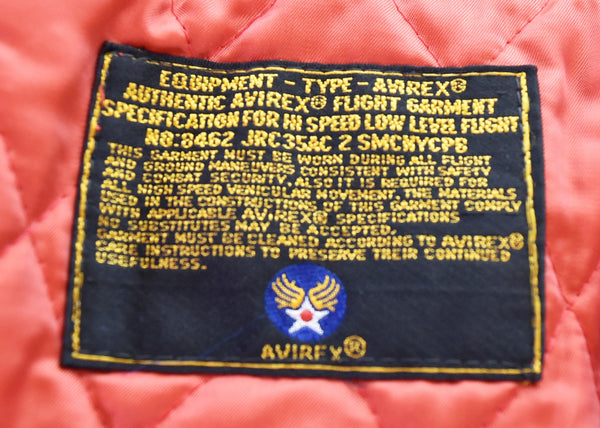 EQUIPMENT - TYPE - AVIREX®
AUTHENTIC AVIREX® FLIGHT GARMENT
SPECIFICATION FOR HI SPEED LOW LEVEL FLIGHT
NO:8462 JRC35AC 2 SMCNYCPB
THIS GARMENT MUST BE WORN DURING ALL FLIGHT
AND MANEUVERS CONSISTENT WITH SAFETY
AND COMBAT SECURITY. ALSO IT IS REQUIRED FOR
ALL HIGH SPEED VEHICULAR MOVEMENT. THE MATERIALS
USED IN THE CONSTRUCTIONS OF THIS GARMENT COMPLY
WITH APPLICABLE AVIREX® SPECIFICATIONS
NO SUBSTITUTES MAY BE ACCEPTED.
GARMENT MUST BE CLEANED ACCORDING TO AVIREX®
CARE INSTRUCTIONS TO PRESERVE THEIR CONTINUED
USEFULNESS.
AVIREX®